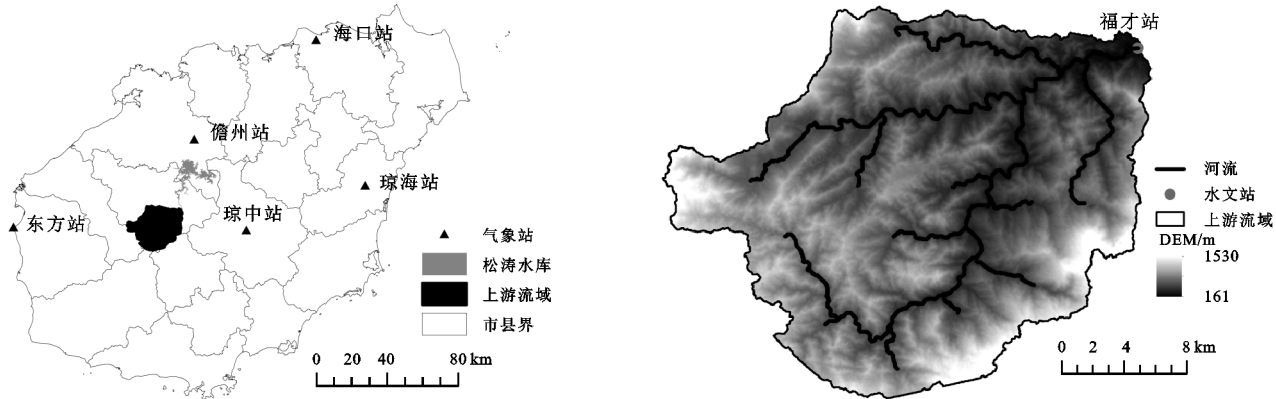 海口站
儋州站
琼海站
琼中站
东方站
气象站
松涛水库
上游流域
市县界
0 20 40 80 km
福才站
河流
水文站
上游流域
DEM/m
1530
161
0 2 4 8 km